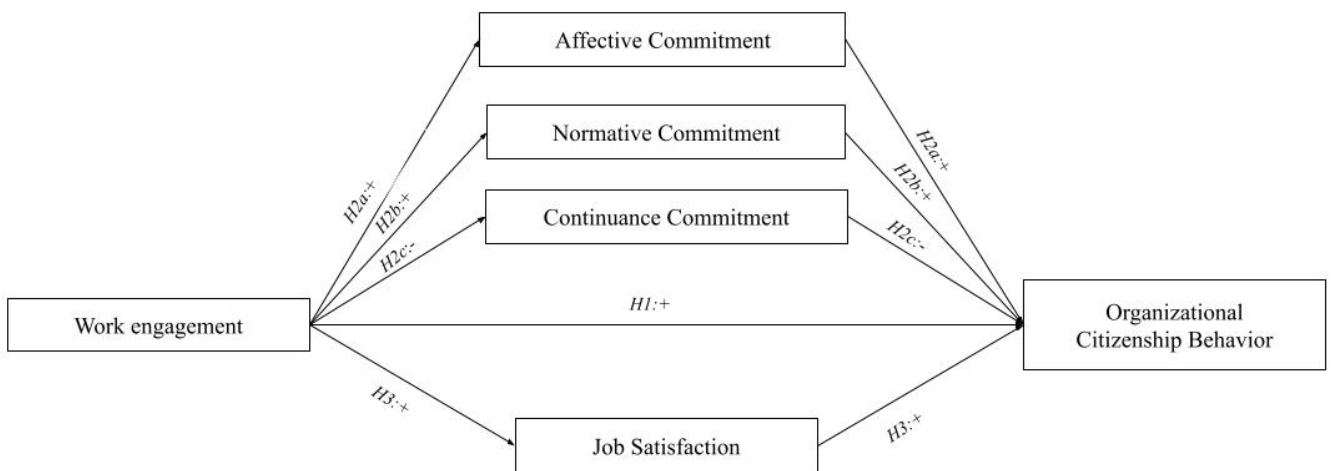 Affective Commitment
Normative Commitment
Continuance Commitment
H2a:+
H2b:+
H2c:-
H2a:+
H2b:+
H2c:-
H1:+
Work engagement
Organizational
Citizenship Behavior
H3:+
H3:+
Job Satisfaction